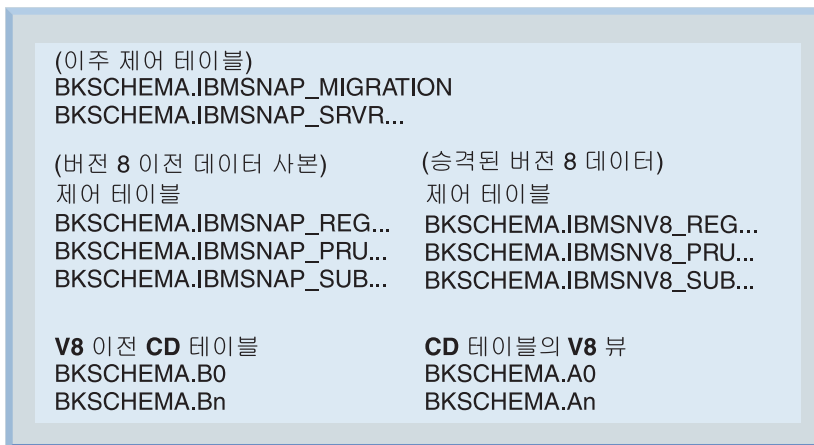 (이주 제어 테이블)
BKSCHEMA.IBMSNAP_MIGRATION
BKSCHEMA.IBMSNAP_SRVR...
(버전 8 이전 데이터 사본)
제어 테이블
BKSCHEMA.IBMSNAP_REG...
BKSCHEMA.IBMSNAP_PRU...
BKSCHEMA.IBMSNAP_SUB...
(승격된 버전 8 데이터)
제어 테이블
BKSCHEMA.IBMSNV8_REG...
BKSCHEMA.IBMSNV8_PRU...
BKSCHEMA.IBMSNV8_SUB...
V8 이전 CD 테이블
BKSCHEMA.B0
BKSCHEMA.Bn
CD 테이블의 V8 뷰
BKSCHEMA.A0
BKSCHEMA.An